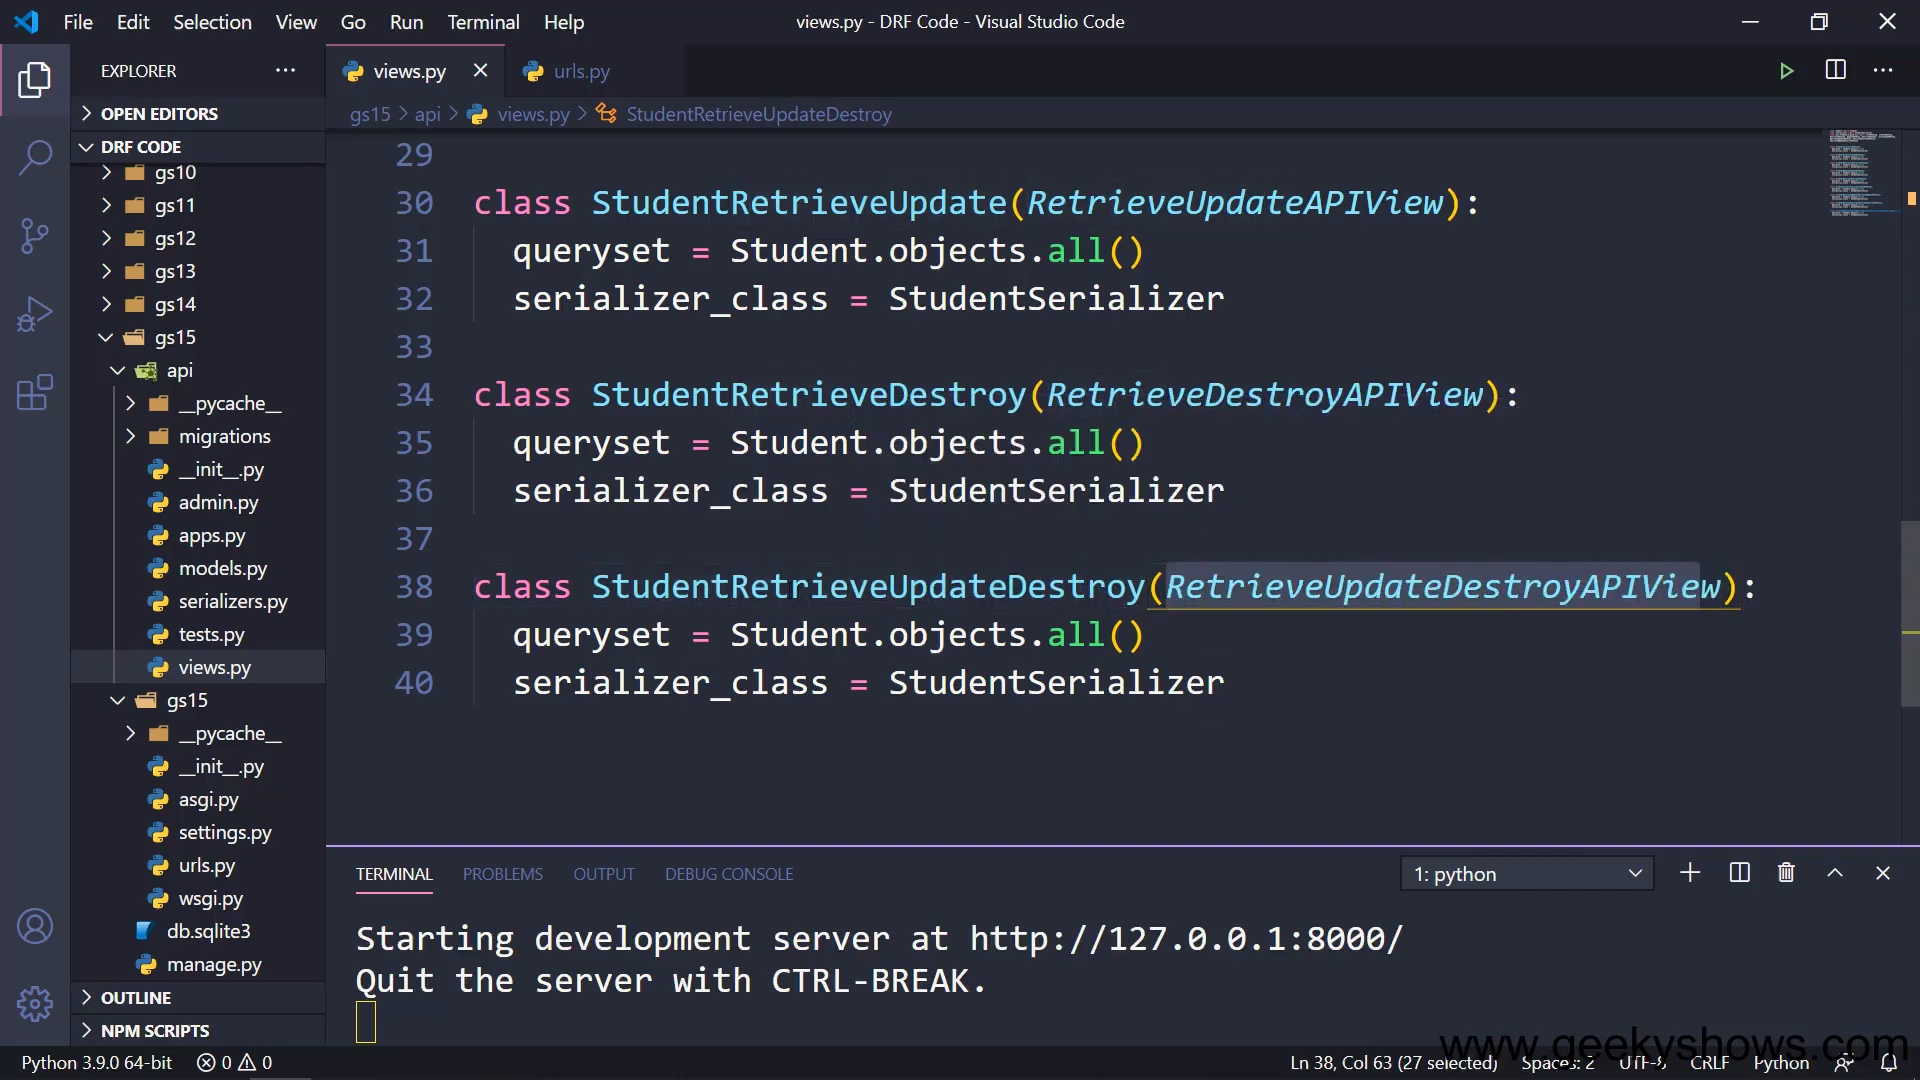 File Edit Selection View Go Run Terminal Help
views.py - DRF Code - Visual Studio Code
EXPLORER
OPEN EDITORS
DRF CODE
gs10
gs11
gs12
gs13
gs14
gs15
api
__pycache__
migrations
__init__.py
admin.py
apps.py
models.py
serializers.py
tests.py
views.py
gs15
__pycache__
__init__.py
asgi.py
settings.py
urls.py
wsgi.py
db.sqlite3
manage.py
OUTLINE
NPM SCRIPTS
views.py urls.py
gs15 > api > views.py > StudentRetrieveUpdateDestroy
29
30 class StudentRetrieveUpdate(RetrieveUpdateAPIView):
31 queryset = Student.objects.all()
32 serializer_class = StudentSerializer
33
34 class StudentRetrieveDestroy(RetrieveDestroyAPIView):
35 queryset = Student.objects.all()
36 serializer_class = StudentSerializer
37
38 class StudentRetrieveUpdateDestroy(RetrieveUpdateDestroyAPIView):
39 queryset = Student.objects.all()
40 serializer_class = StudentSerializer
TERMINAL PROBLEMS OUTPUT DEBUG CONSOLE
1: python
Starting development server at http://127.0.0.1:8000/
Quit the server with CTRL-BREAK.
www.geekyshows.com
Python 3.9.0 64-bit 0 0
Ln 38, Col 63 (27 selected) Spaces: 2 UTF-8 CRLF Python